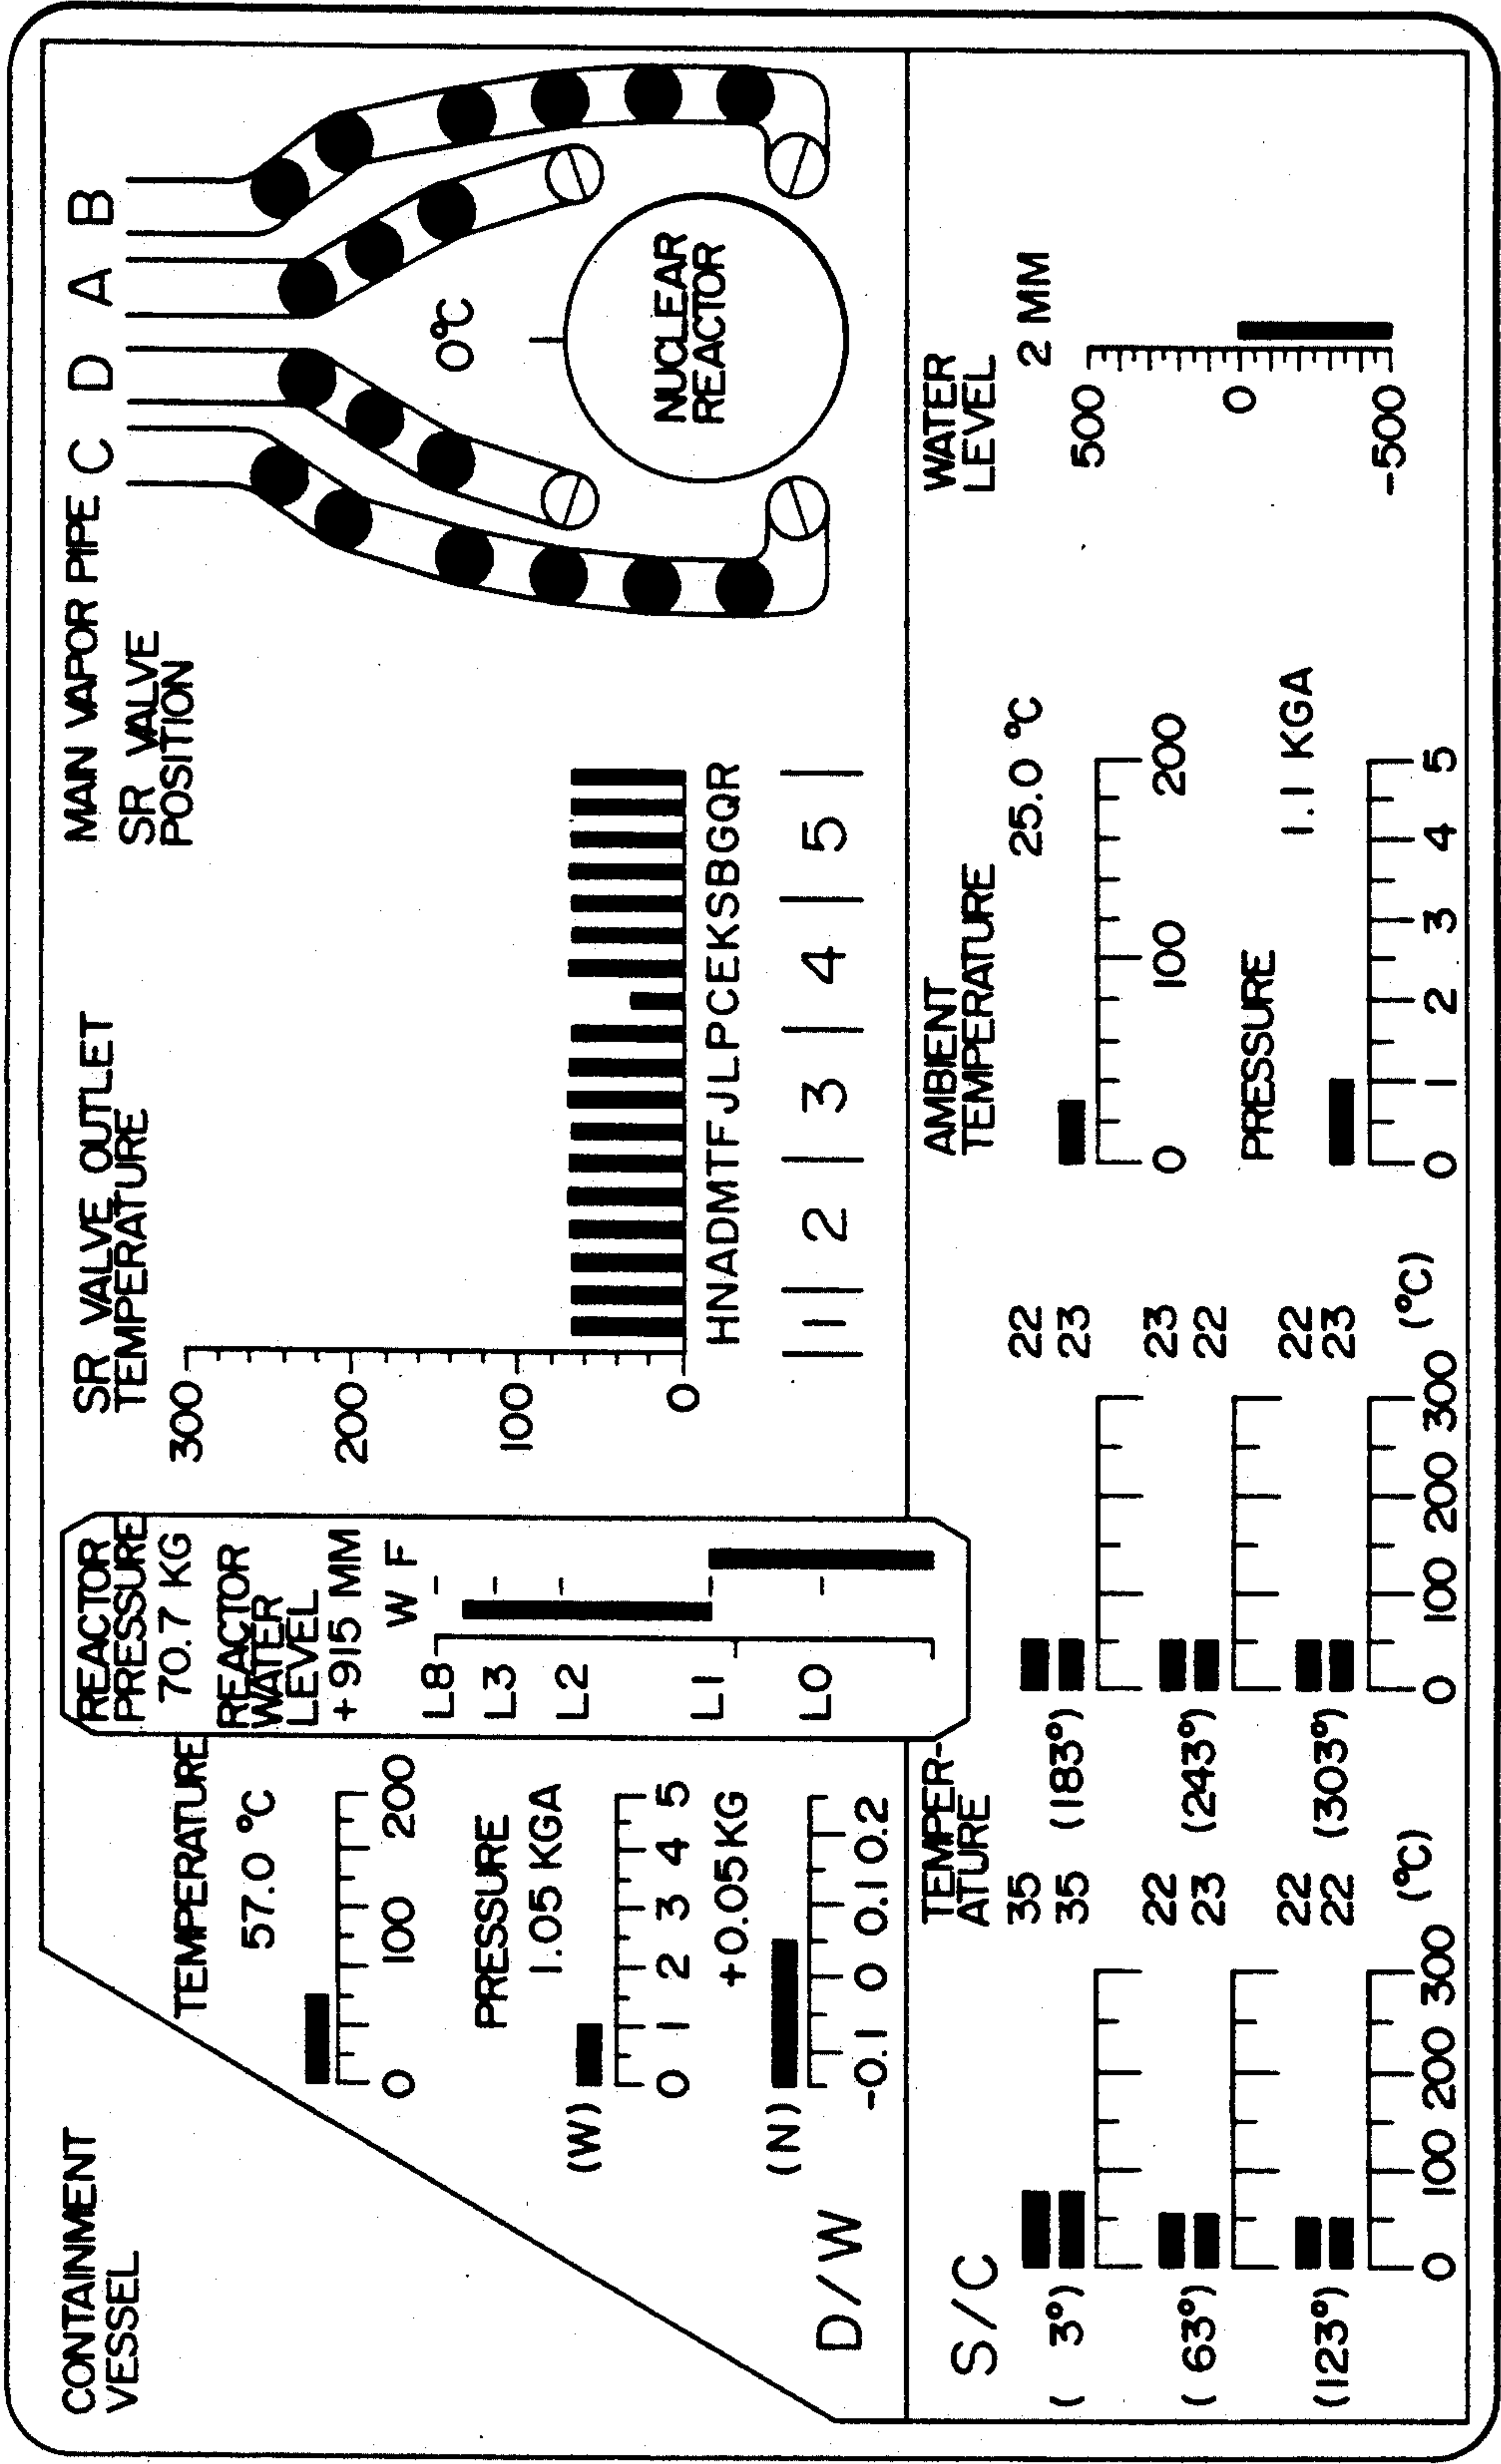 CONTAINMENT
VESSEL
TEMPERATURE
57.0 °C
0 100 200
PRESSURE
1.05 KGA
(W)
0 1 2 3 4 5
+0.05KG
(N)
-0.1 0 0.1 0.2
D/W
REACTOR
PRESSURE
70.7 KG
REACTOR
WATER
LEVEL
+915 MM
W F
L8
L3
L2
L1
L0
SR VALVE OUTLET
TEMPERATURE
300
200
100
0
HNADMTFJLPCEKSBGQR
1 2 3 4 5
MAIN VAPOR PIPE C D A B
SR VALVE
POSITION
0°C
NUCLEAR
REACTOR
S/C
TEMPER-
ATURE
( 3°)
35
35
( 63°)
22
23
(123°)
22
22
0 100 200 300 (°C)
(183°)
22
23
(243°)
23
22
(303°)
22
23
0 100 200 300 (°C)
AMBIENT
TEMPERATURE
25.0 °C
0 100 200
PRESSURE
1.1 KGA
0 1 2 3 4 5
WATER
LEVEL
2 MM
500
0
-500